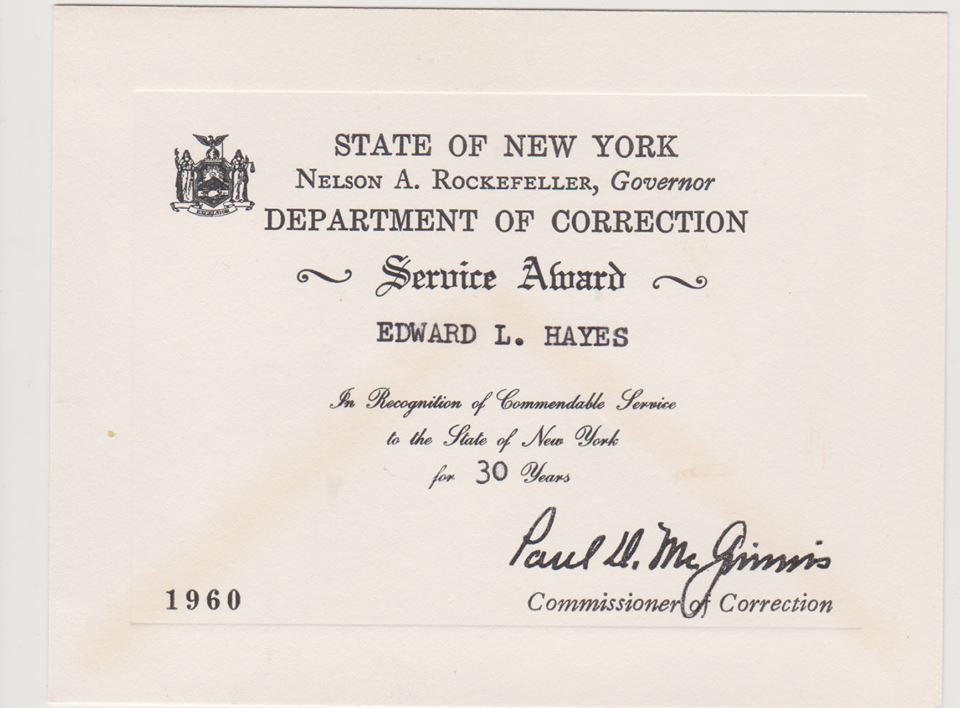 STATE OF NEW YORK
NELSON A. ROCKEFELLER, Governor
EXCELSIOR
DEPARTMENT OF CORRECTION
Service Award
EDWARD L. HAYES
In Recognition of Commendable Service
to the State of New York
for 30 Years
Paul D. McGinnis
1960
Commissioner of Correction